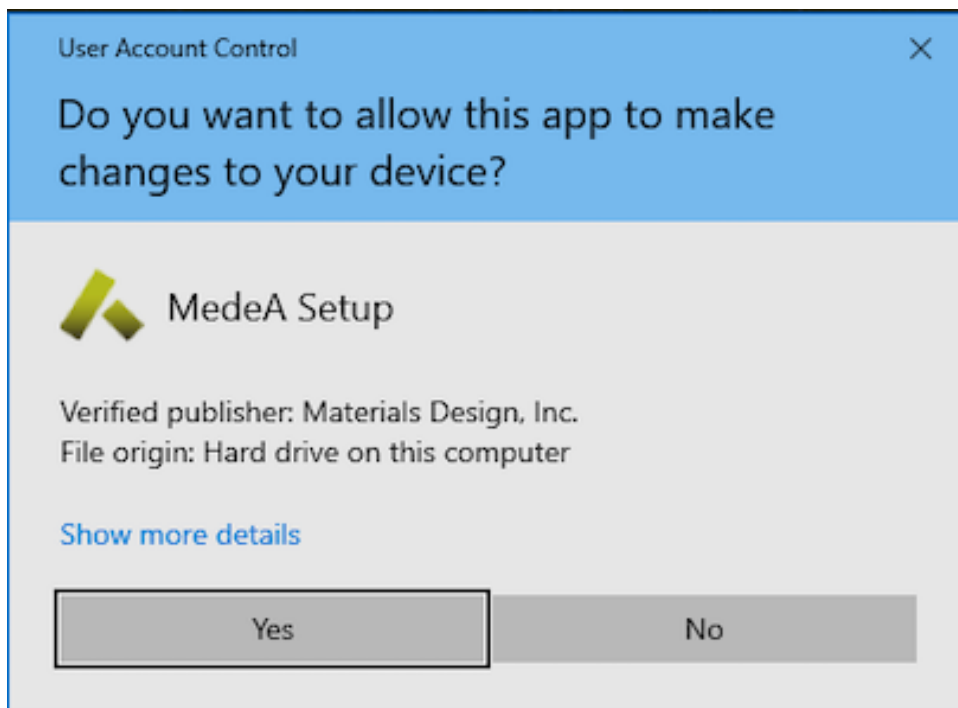 User Account Control
Do you want to allow this app to make
changes to your device?
MedeA Setup
Verified publisher: Materials Design, Inc.
File origin: Hard drive on this computer
Show more details
Yes
No